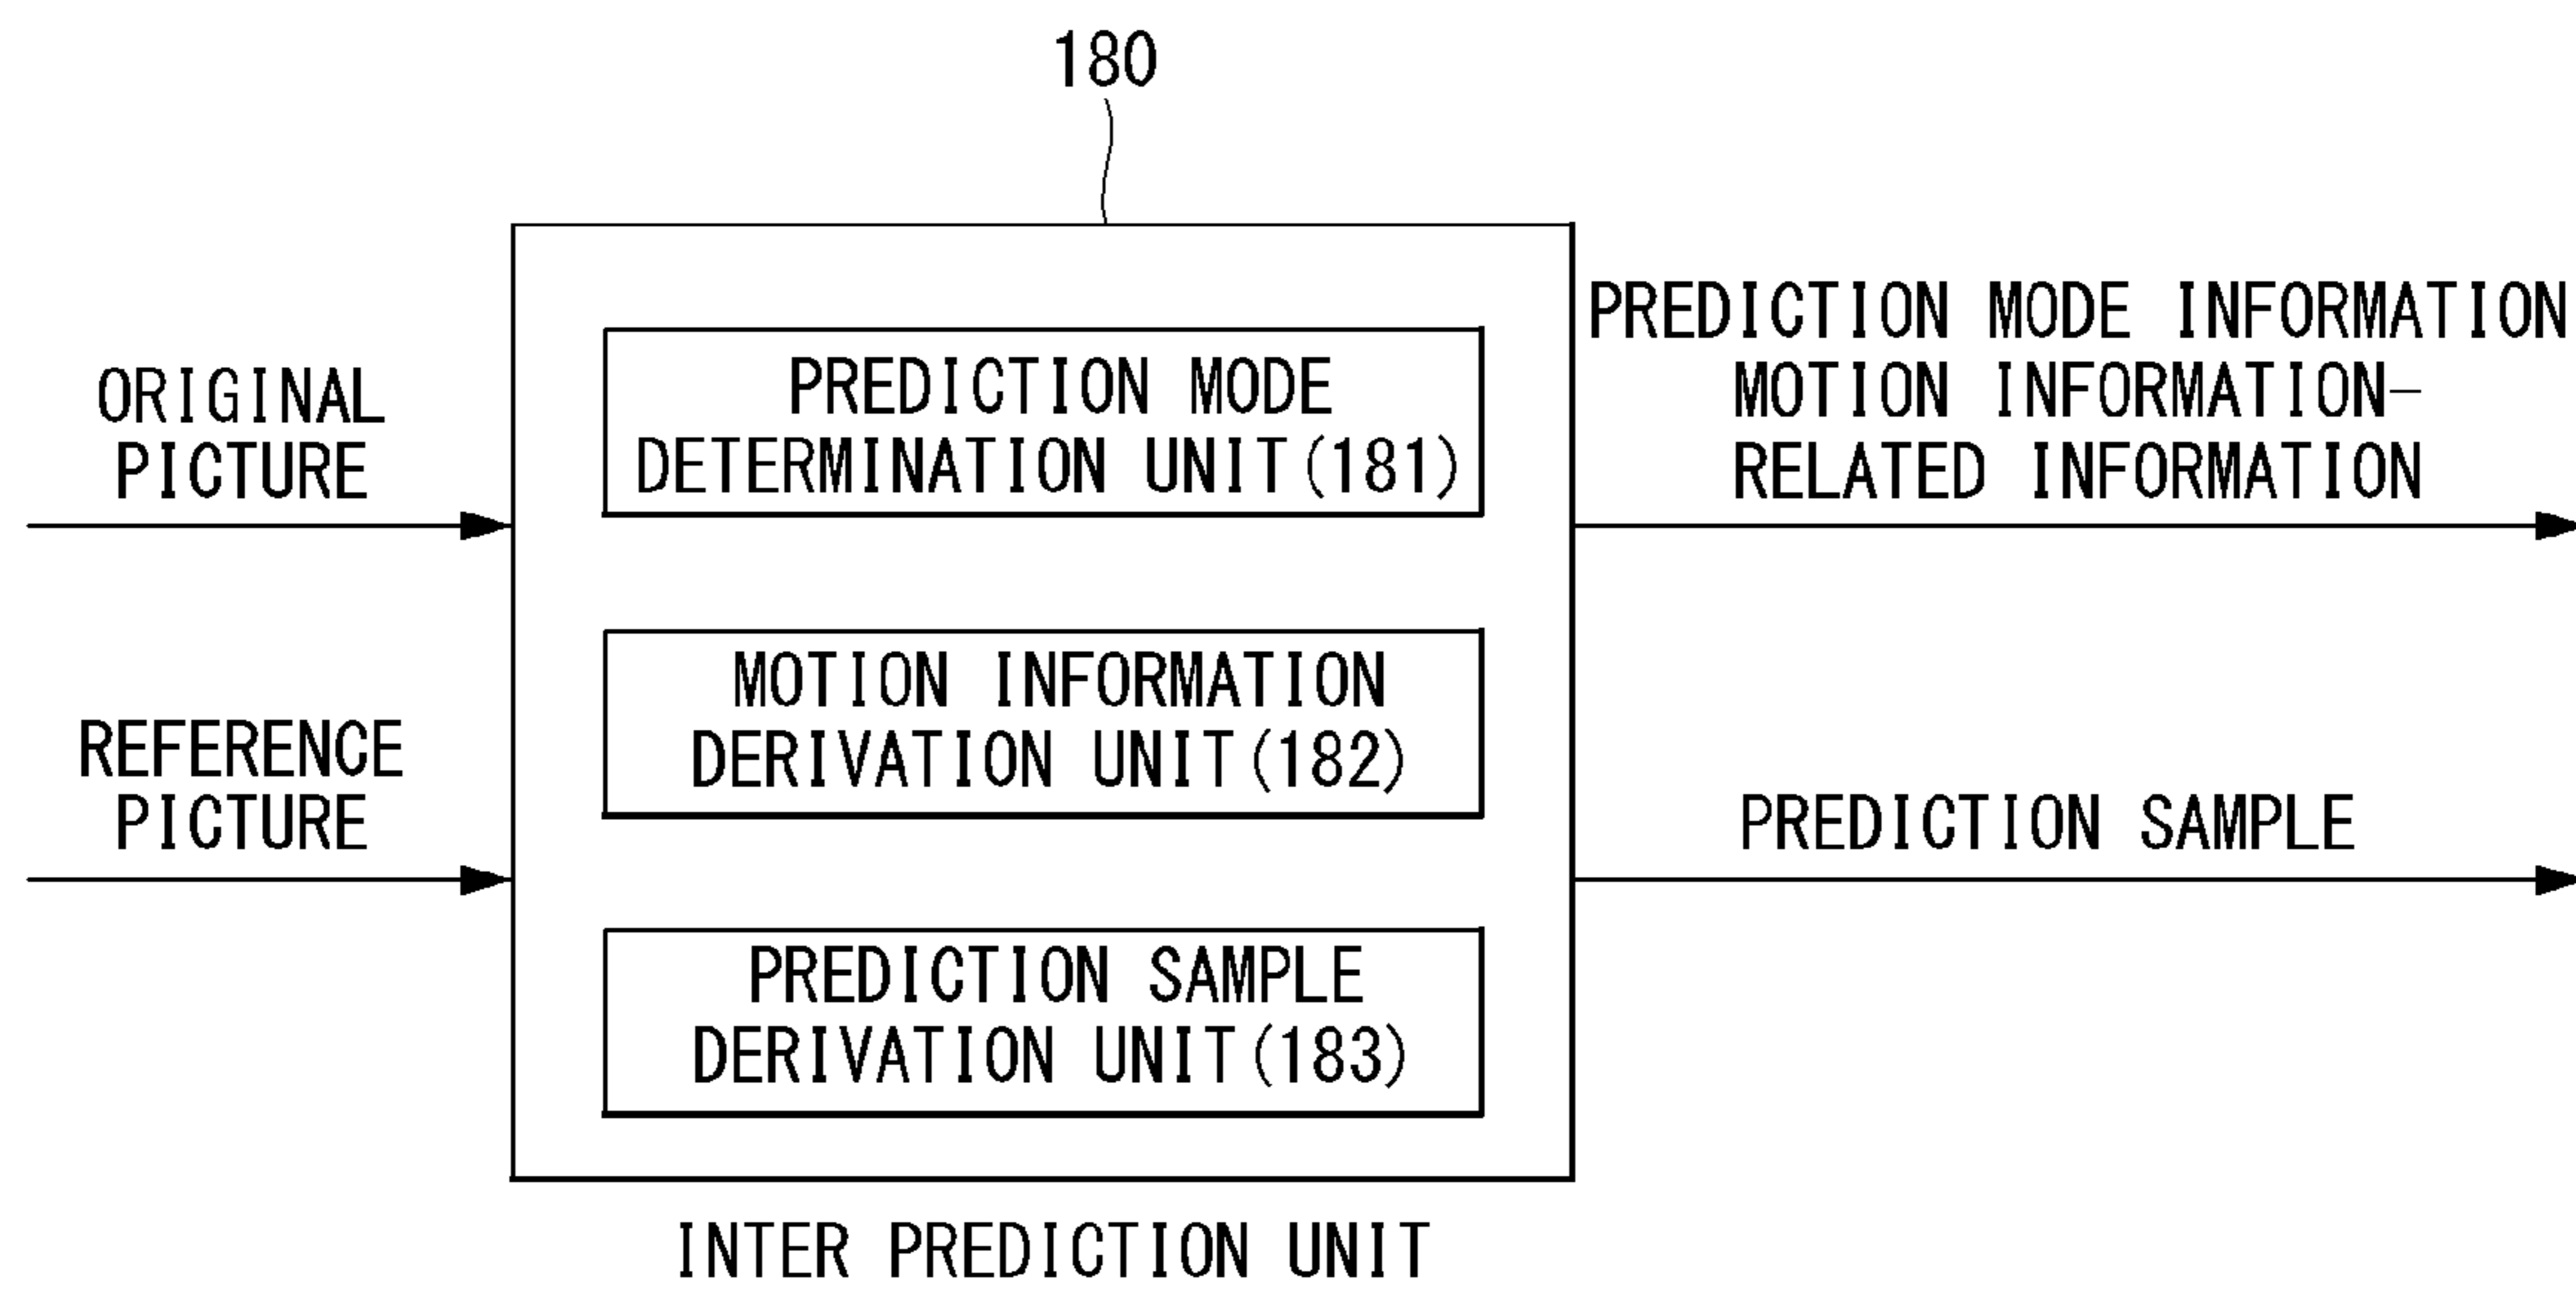 180
ORIGINAL
PICTURE
REFERENCE
PICTURE
PREDICTION MODE
DETERMINATION UNIT(181)
MOTION INFORMATION
DERIVATION UNIT(182)
PREDICTION SAMPLE
DERIVATION UNIT(183)
PREDICTION MODE INFORMATION
MOTION INFORMATION-
RELATED INFORMATION
PREDICTION SAMPLE
INTER PREDICTION UNIT